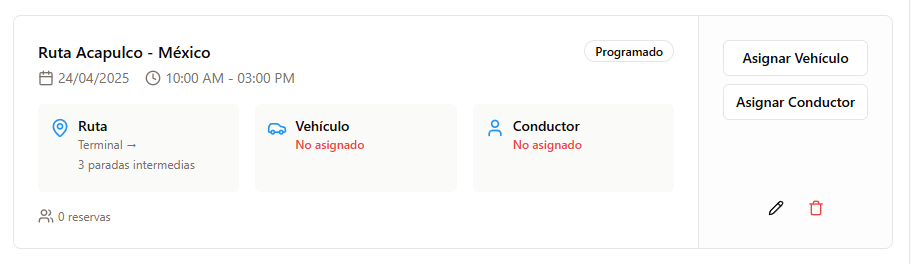 Ruta Acapulco - México
Programado
24/04/2025 10:00 AM - 03:00 PM
Ruta
Terminal →
3 paradas intermedias
Vehículo
No asignado
Conductor
No asignado
0 reservas
Asignar Vehículo
Asignar Conductor